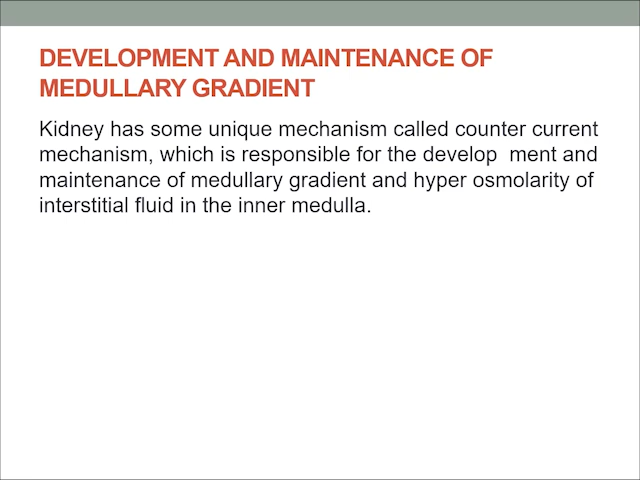 DEVELOPMENT AND MAINTENANCE OF
MEDULLARY GRADIENT
Kidney has some unique mechanism called counter current
mechanism, which is responsible for the develop  ment and
maintenance of medullary gradient and hyper osmolarity of
interstitial fluid in the inner medulla.